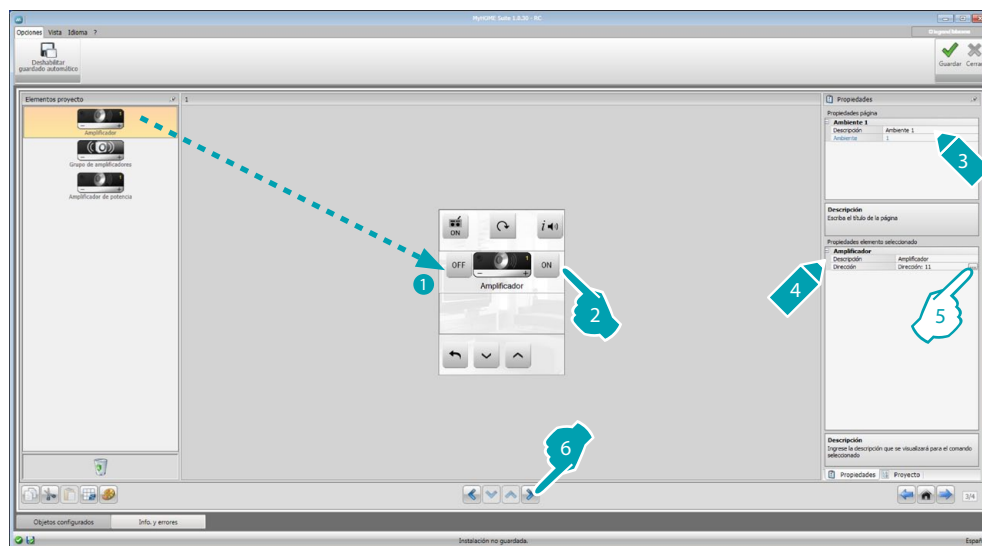 MyHOME Suite 1.0.30 - BC
Opciones Vista Idioma ?
Deshabilitar
guardado automático
Guardar Cerrar
Elementos proyecto
1
Propiedades
Amplificador
Grupo de amplificadores
Amplificador de potencia
ON
i
OFF
ON
Amplificador
1
2
Propiedades página
Ambiente 1
Descripción Ambiente 1
Ambiente 1
3
Descripción
Escriba el título de la página
Propiedades elemento seleccionado
Amplificador
Descripción Amplificador
Dirección Dirección: 11
4
5
6
Descripción
Ingrese la descripción que se visualizará para el comando
seleccionado
Propiedades Proyecto
3/4
Objetos configurados Info. y errores
Instalación no guardada.
Españ